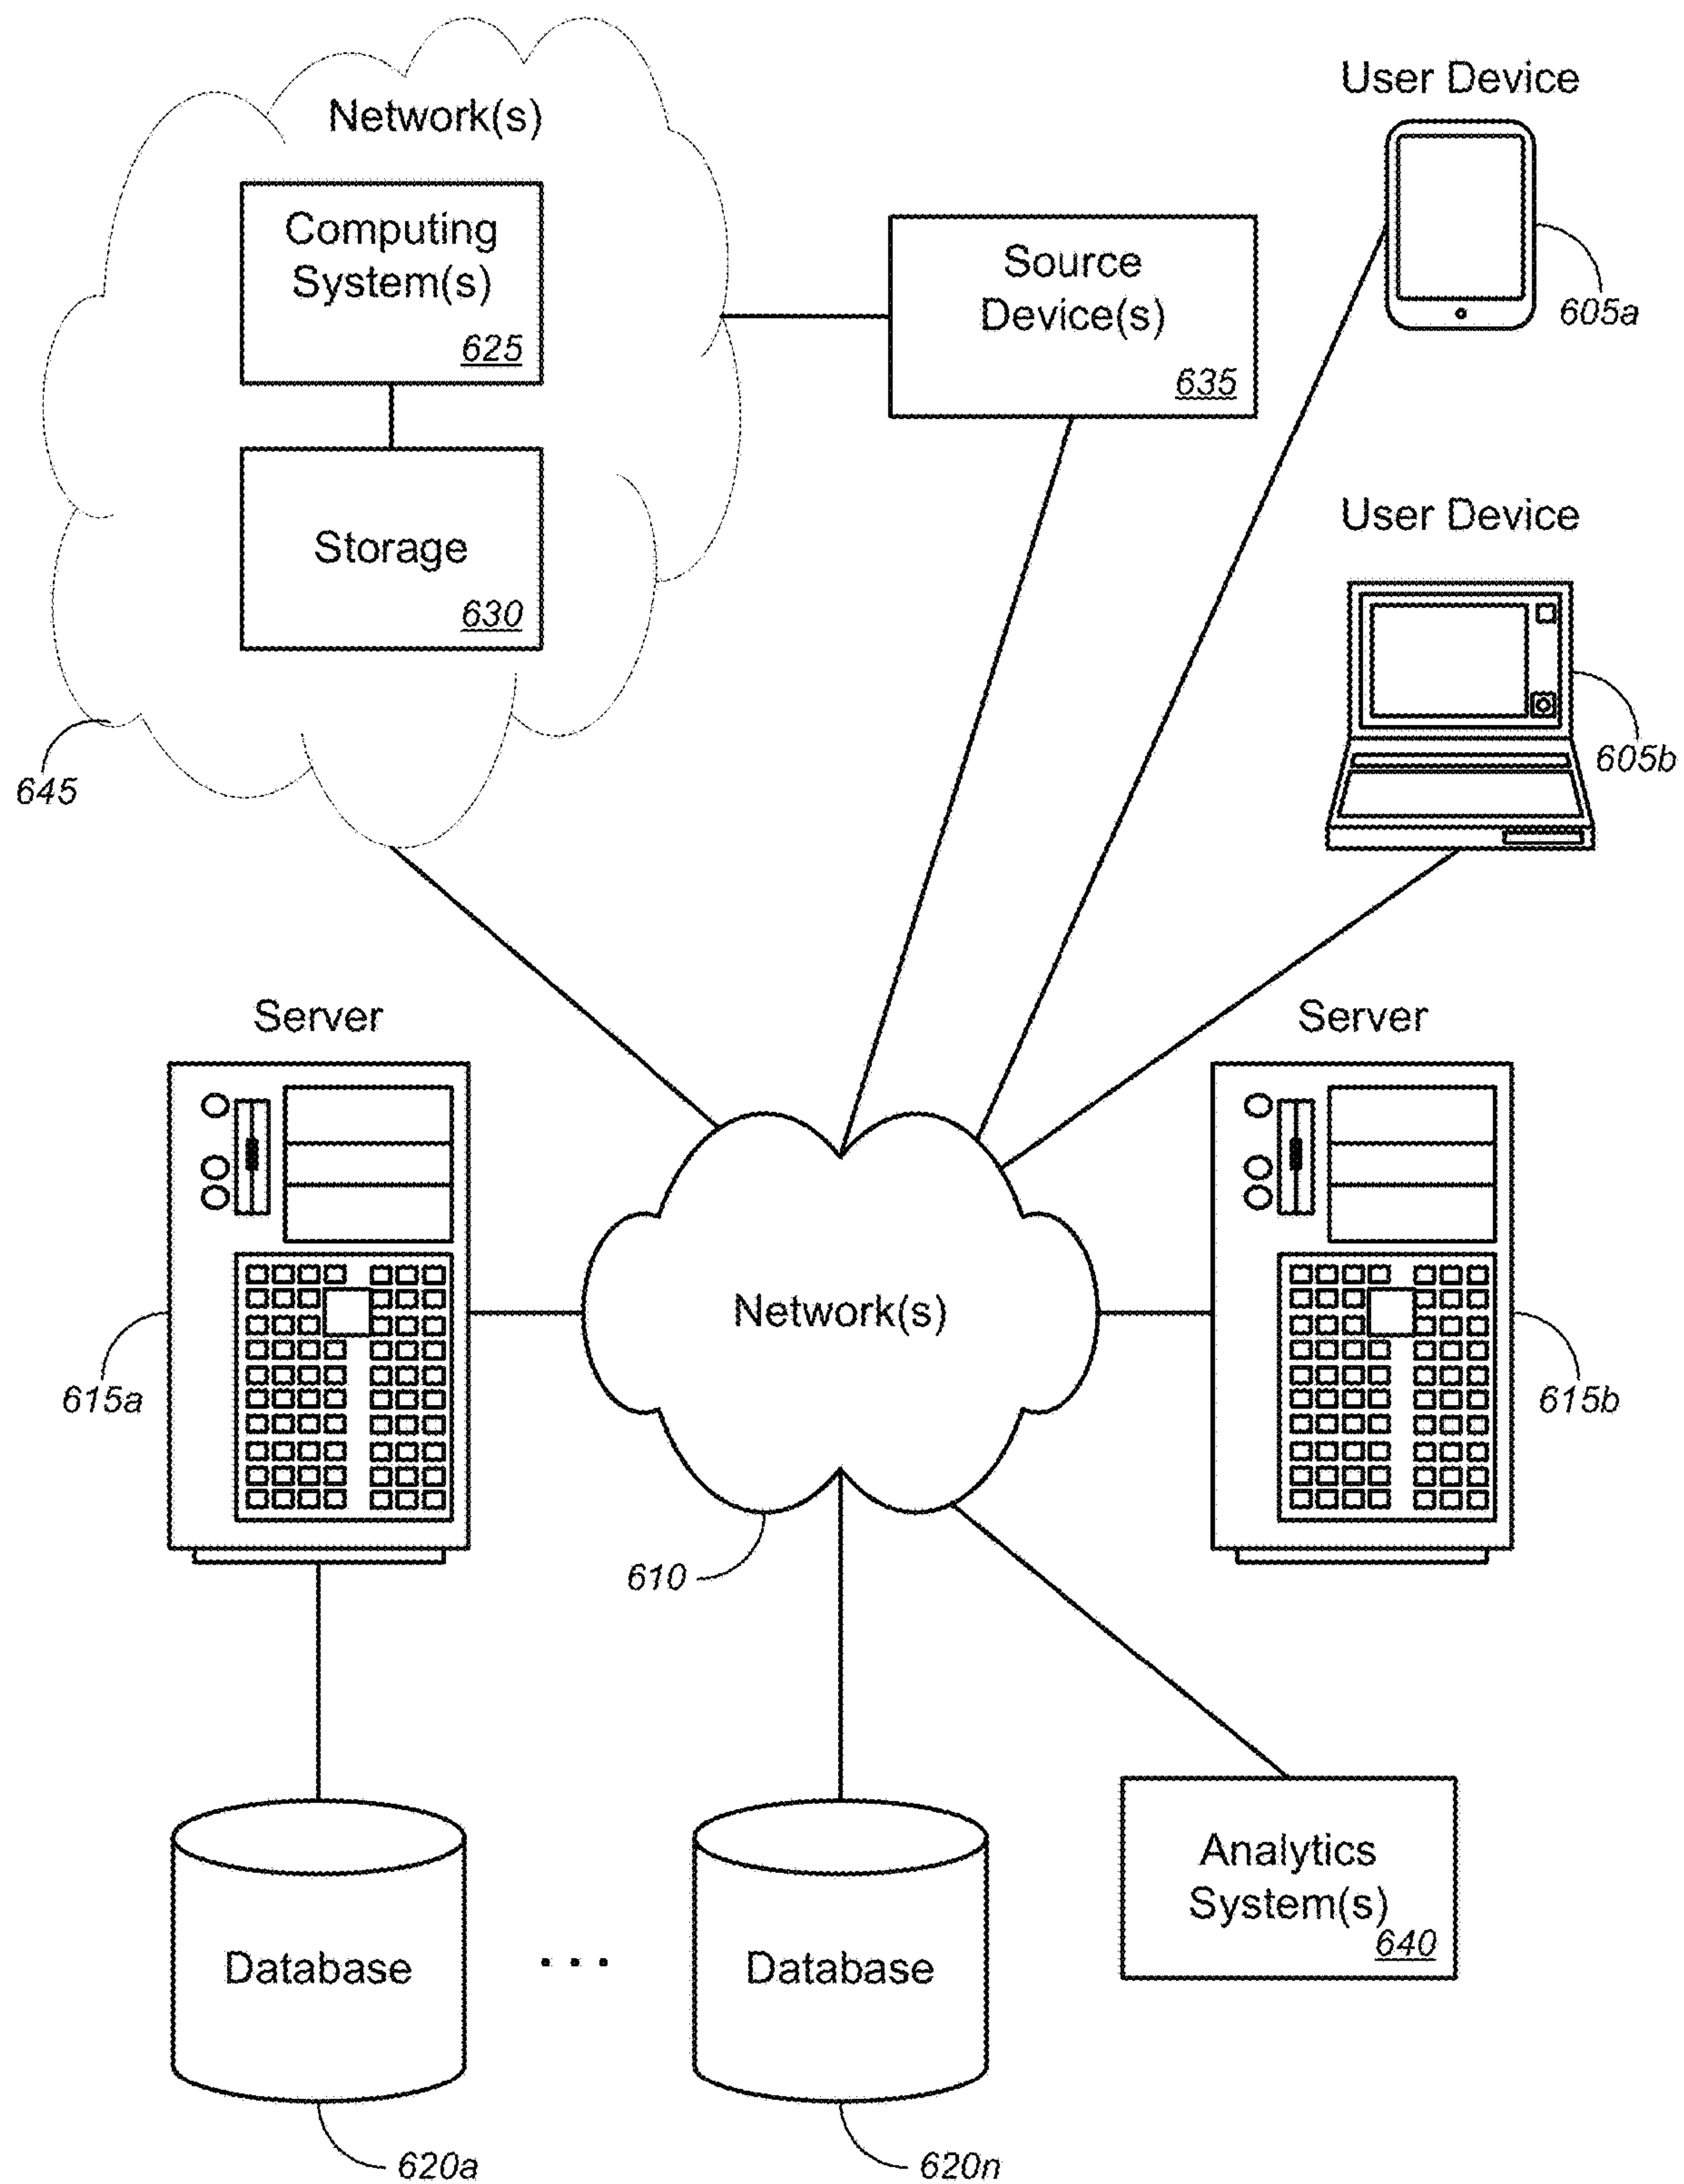 Network(s)
User Device
Computing
System(s)
625
Source
Device(s)
635
605a
Storage
630
User Device
605b
645
Server
Server
Network(s)
615a
615b
610
Analytics
System(s)
640
Database
...
Database
620a
620n